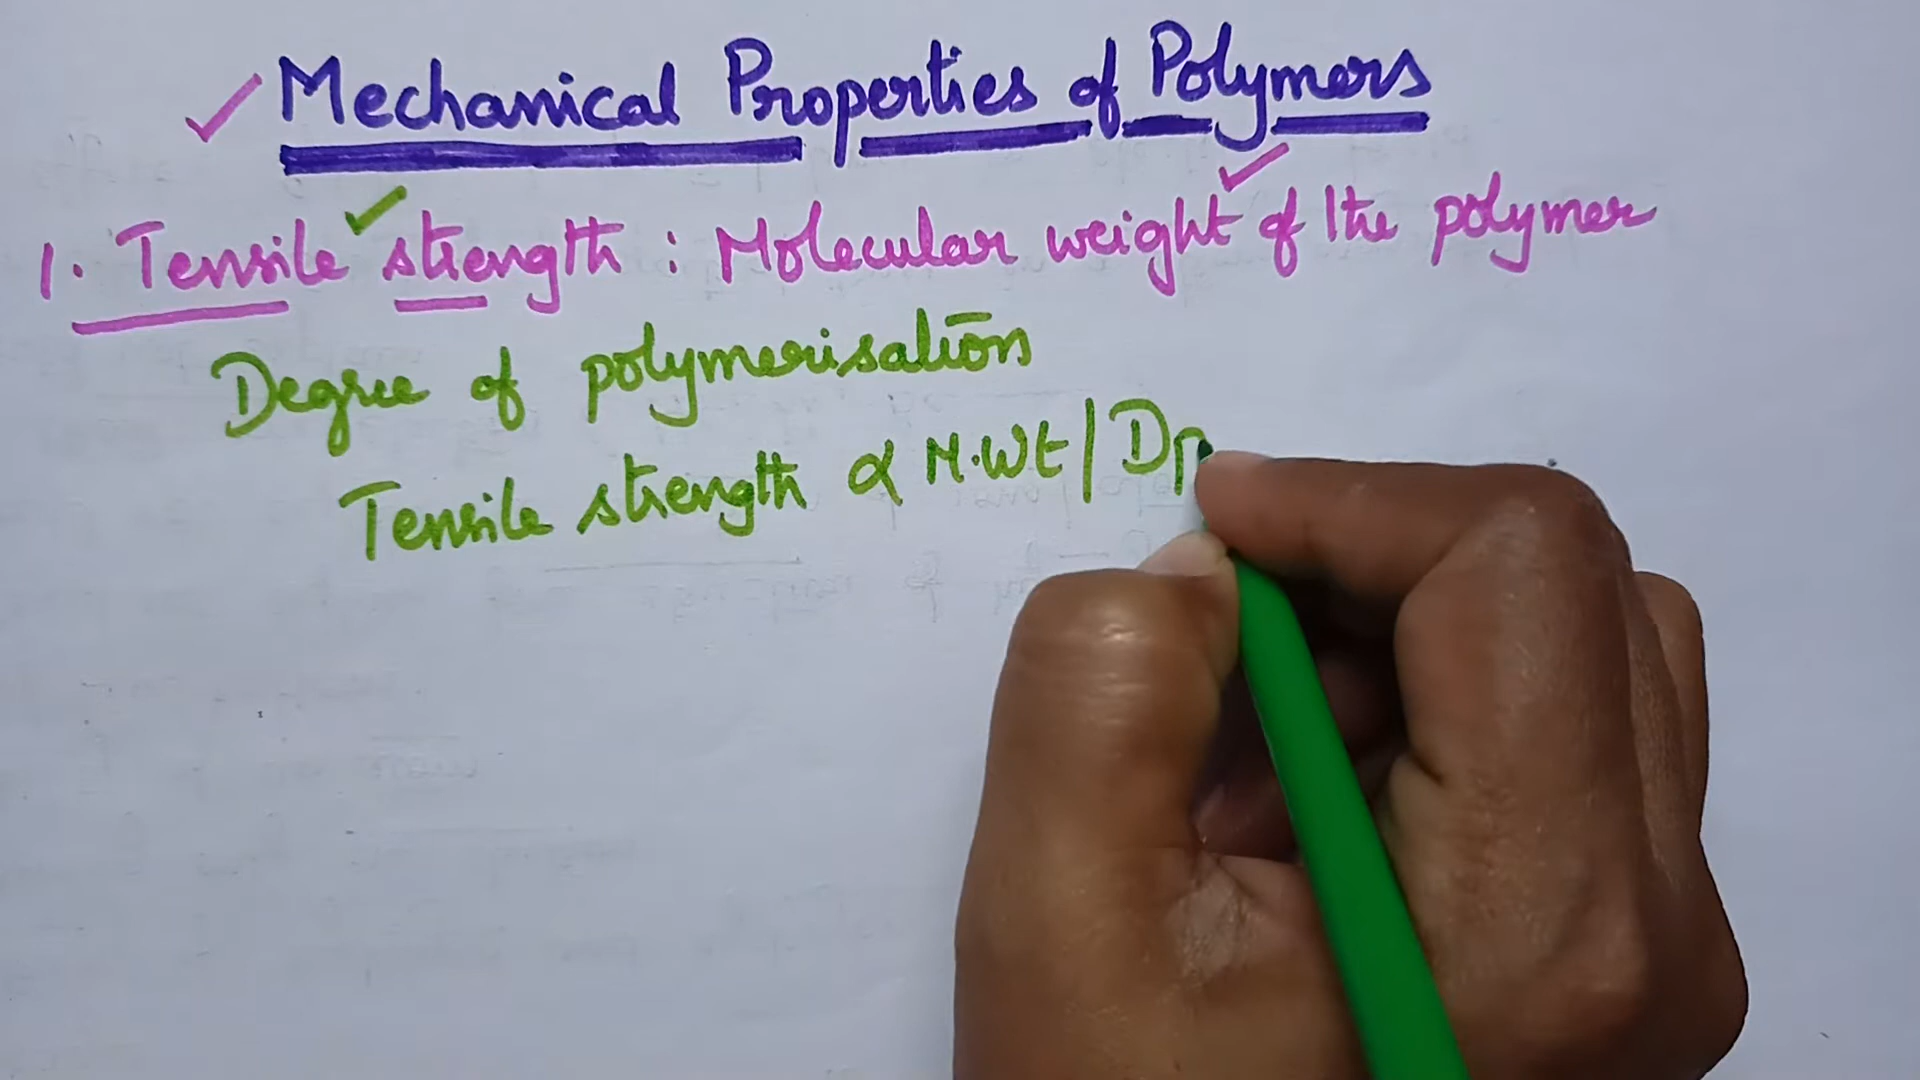 Mechanical Properties of Polymers
1. Tensile strength : Molecular weight of the polymer
Degree of polymerisation
Tensile strength ∝ M.Wt / Dp